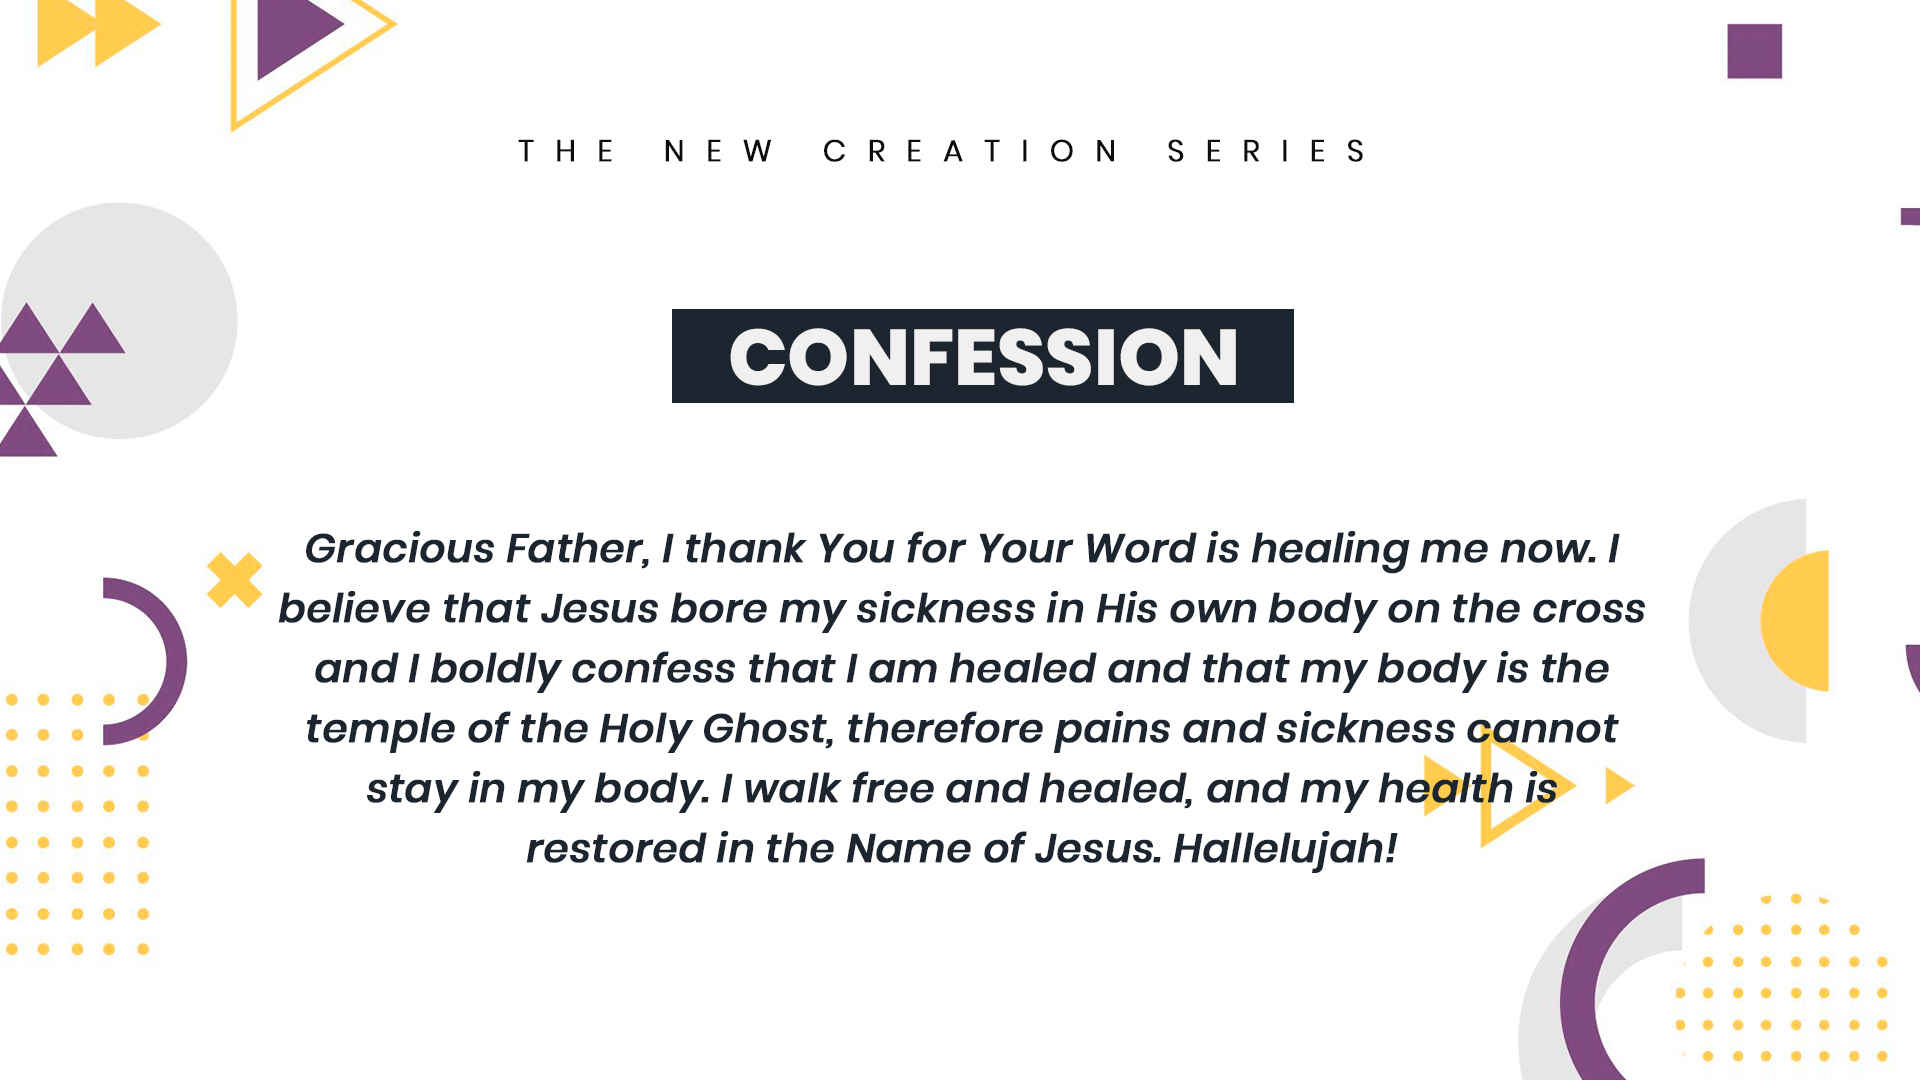 THE NEW CREATION SERIES
CONFESSION
Gracious Father, I thank You for Your Word is healing me now. I
believe that Jesus bore my sickness in His own body on the cross
and I boldly confess that I am healed and that my body is the
temple of the Holy Ghost, therefore pains and sickness cannot
stay in my body. I walk free and healed, and my health is
restored in the Name of Jesus. Hallelujah!